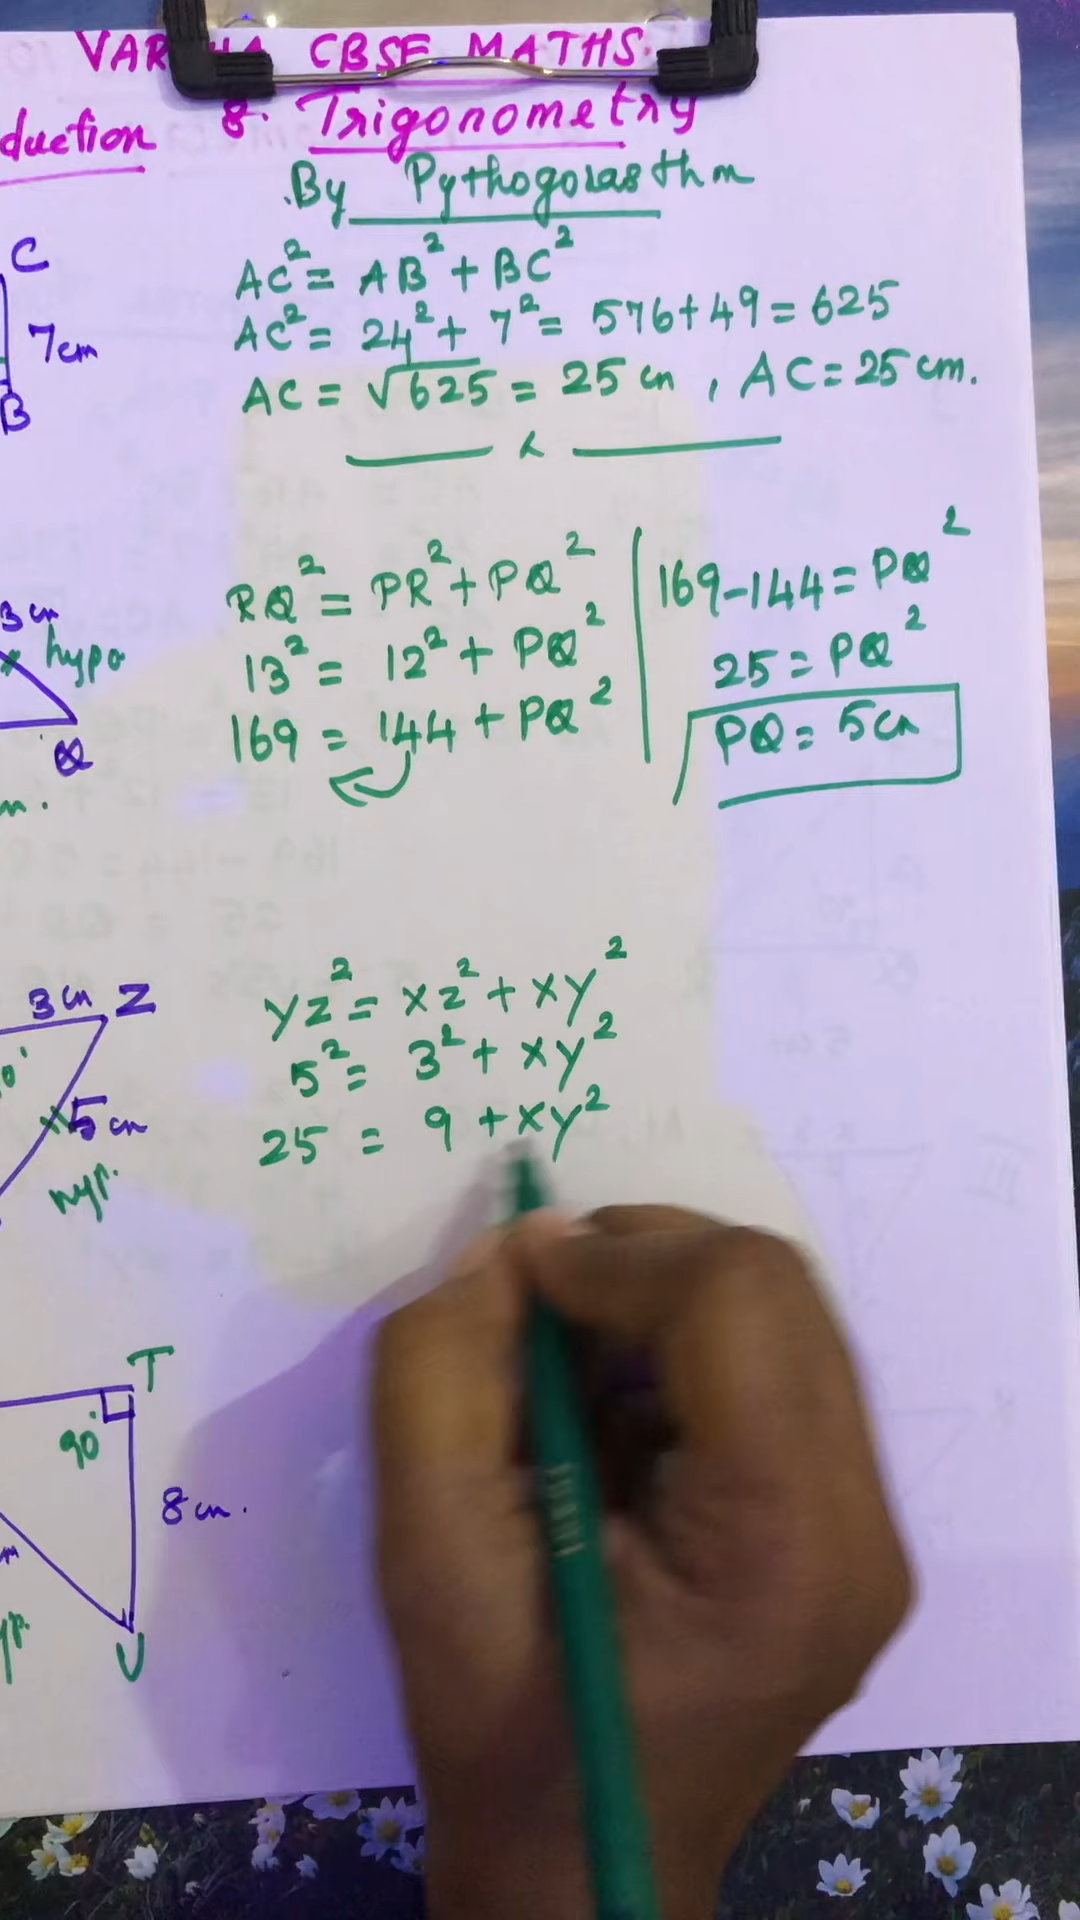 CBSE MATHS.
duction 8. Trigonometry
By Pythogoras thm
C
7cm
B
AC² = AB² + BC²
AC² = 24² + 7² = 576+49 = 625
AC = √625 = 25 cm , AC = 25 cm.
3cm
hypo
Q
RQ² = PR² + PQ²
13² = 12² + PQ²
169 = 144 + PQ²
169-144 = PQ²
25 = PQ²
PQ = 5cm
3cm Z
5cm
hyp.
YZ² = XZ² + XY²
5² = 3² + XY²
25 = 9 + XY²
T
90°
8cm.
U